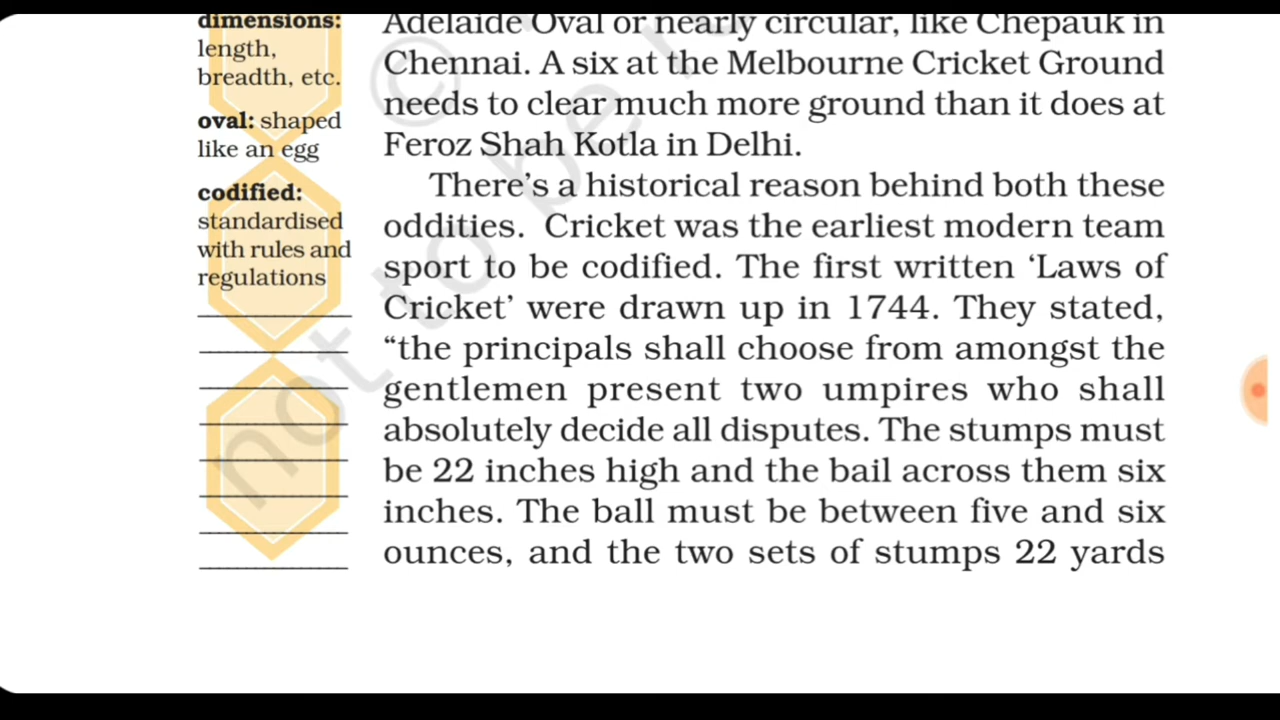 dimensions:
length,
breadth, etc.
oval: shaped
like an egg
codified:
standardised
with rules and
regulations
Adelaide Oval or nearly circular, like Chepauk in
Chennai. A six at the Melbourne Cricket Ground
needs to clear much more ground than it does at
Feroz Shah Kotla in Delhi.
There’s a historical reason behind both these
oddities. Cricket was the earliest modern team
sport to be codified. The first written ‘Laws of
Cricket’ were drawn up in 1744. They stated,
“the principals shall choose from amongst the
gentlemen present two umpires who shall
absolutely decide all disputes. The stumps must
be 22 inches high and the bail across them six
inches. The ball must be between five and six
ounces, and the two sets of stumps 22 yards
© not to be r